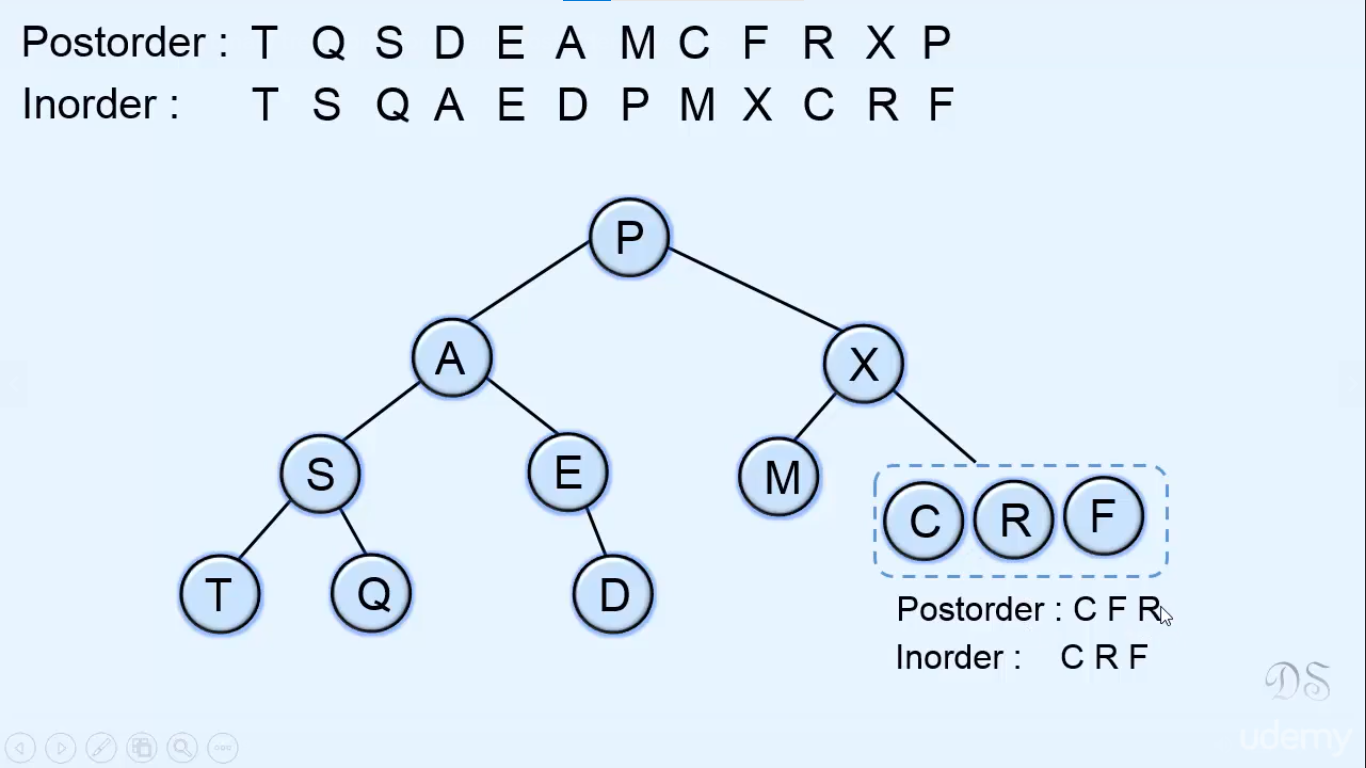 Postorder : T Q S D E A M C F R X P
Inorder : T S Q A E D P M X C R F
P
A X
S E M
C R F
T Q D
Postorder : C F R
Inorder : C R F
DS
udemy